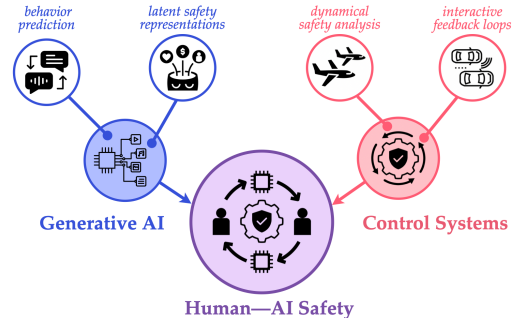 behavior
prediction
latent safety
representations
dynamical
safety analysis
interactive
feedback loops
Generative AI
Control Systems
Human—AI Safety